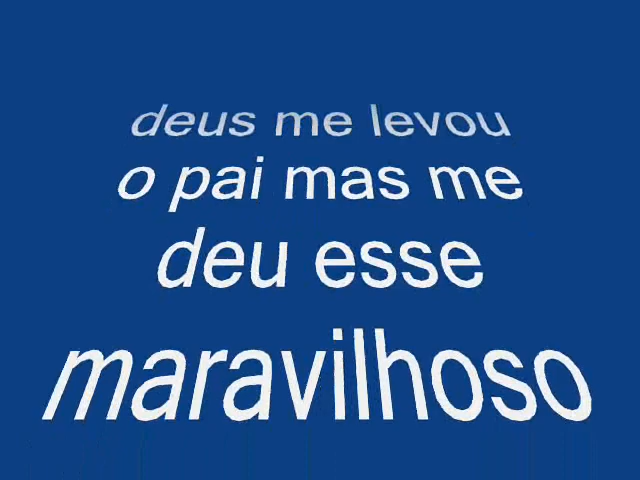 deus me levou
o pai mas me
deu esse
maravilhoso